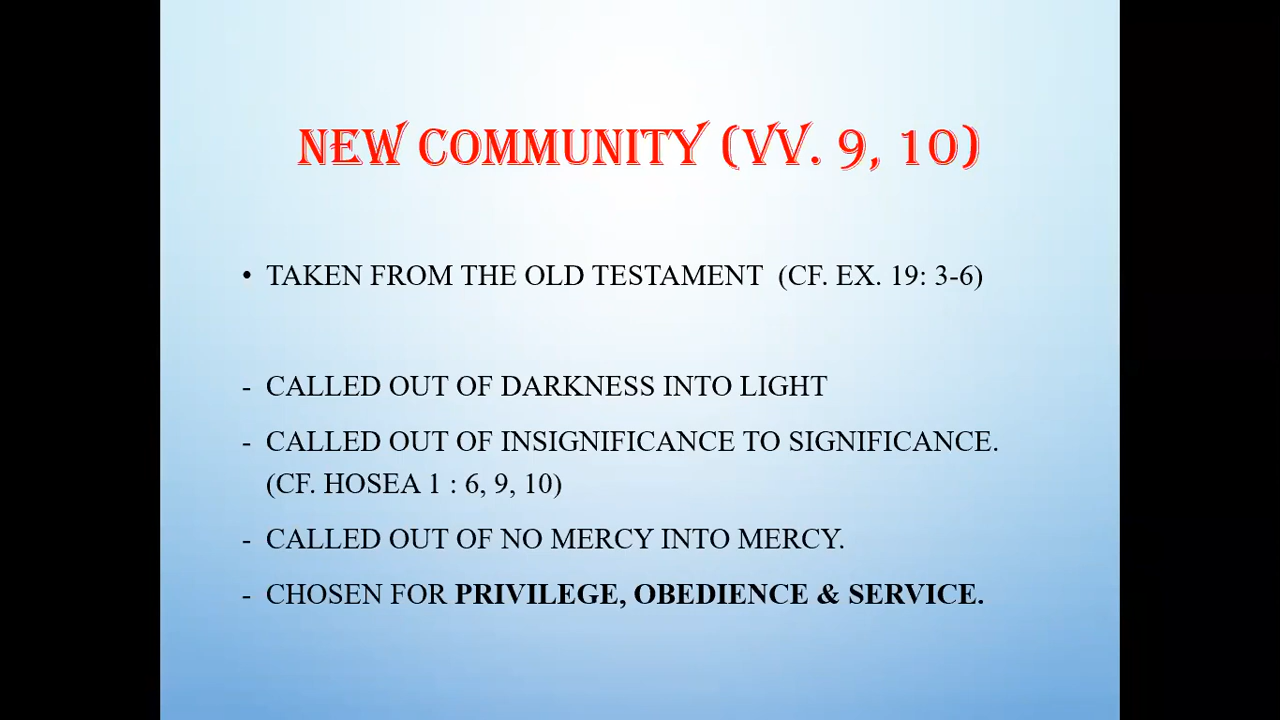 NEW COMMUNITY (VV. 9, 10)
• TAKEN FROM THE OLD TESTAMENT (CF. EX. 19: 3-6)
- CALLED OUT OF DARKNESS INTO LIGHT
- CALLED OUT OF INSIGNIFICANCE TO SIGNIFICANCE.
(CF. HOSEA 1 : 6, 9, 10)
- CALLED OUT OF NO MERCY INTO MERCY.
- CHOSEN FOR PRIVILEGE, OBEDIENCE & SERVICE.